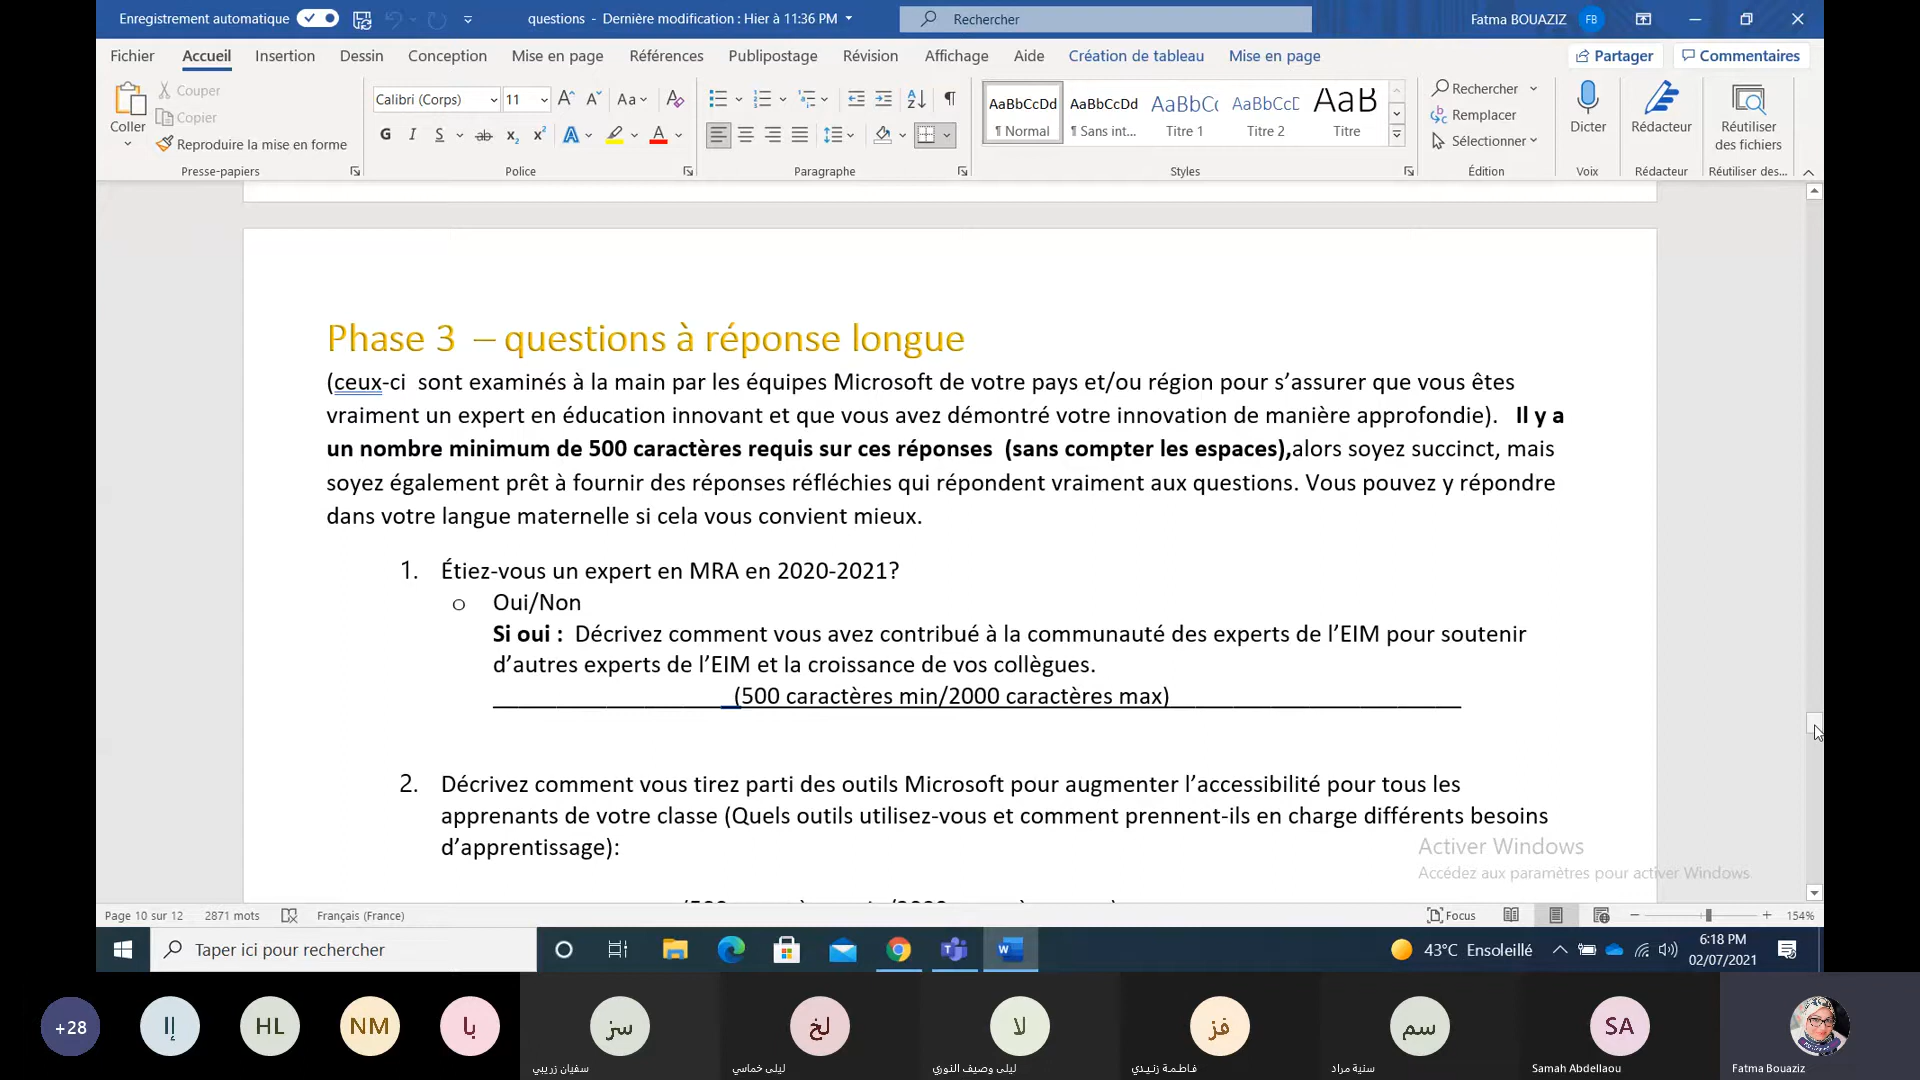 Enregistrement automatique
questions - Dernière modification : Hier à 11:36 PM
Rechercher
Fatma BOUAZIZ
FB
Fichier Accueil Insertion Dessin Conception Mise en page Références Publipostage Révision Affichage Aide Création de tableau Mise en page Partager Commentaires
Coller
Couper
Copier
Reproduire la mise en forme
Presse-papiers
Calibri (Corps) 11
G I S ab x₂ x² A A
Police
Paragraphe
AaBbCcDd AaBbCcDd AaBbCc AaBbCcD AaB
¶ Normal ¶ Sans int... Titre 1 Titre 2 Titre
Styles
Rechercher
Remplacer
Sélectionner
Édition
Dicter
Voix
Rédacteur
Rédacteur
Réutiliser
des fichiers
Réutiliser des...
Phase 3 – questions à réponse longue
(ceux-ci sont examinés à la main par les équipes Microsoft de votre pays et/ou région pour s’assurer que vous êtes
vraiment un expert en éducation innovant et que vous avez démontré votre innovation de manière approfondie). Il y a
un nombre minimum de 500 caractères requis sur ces réponses (sans compter les espaces),alors soyez succinct, mais
soyez également prêt à fournir des réponses réfléchies qui répondent vraiment aux questions. Vous pouvez y répondre
dans votre langue maternelle si cela vous convient mieux.
1. Étiez-vous un expert en MRA en 2020-2021?
o Oui/Non
Si oui : Décrivez comment vous avez contribué à la communauté des experts de l’EIM pour soutenir
d’autres experts de l’EIM et la croissance de vos collègues.
(500 caractères min/2000 caractères max)
2. Décrivez comment vous tirez parti des outils Microsoft pour augmenter l’accessibilité pour tous les
apprenants de votre classe (Quels outils utilisez-vous et comment prennent-ils en charge différents besoins
d’apprentissage):
Activer Windows
Accédez aux paramètres pour activer Windows.
Page 10 sur 12 2871 mots Français (France) Focus 154%
Taper ici pour rechercher
43°C Ensoleillé
6:18 PM
02/07/2021
+28 إا HL NM با سز لخ لا فز سم SA
سفيان زريبي ليلى خماسي ليلى وصيف النوري فاطمة زنيدي سنية مراد Samah Abdellaou Fatma Bouaziz